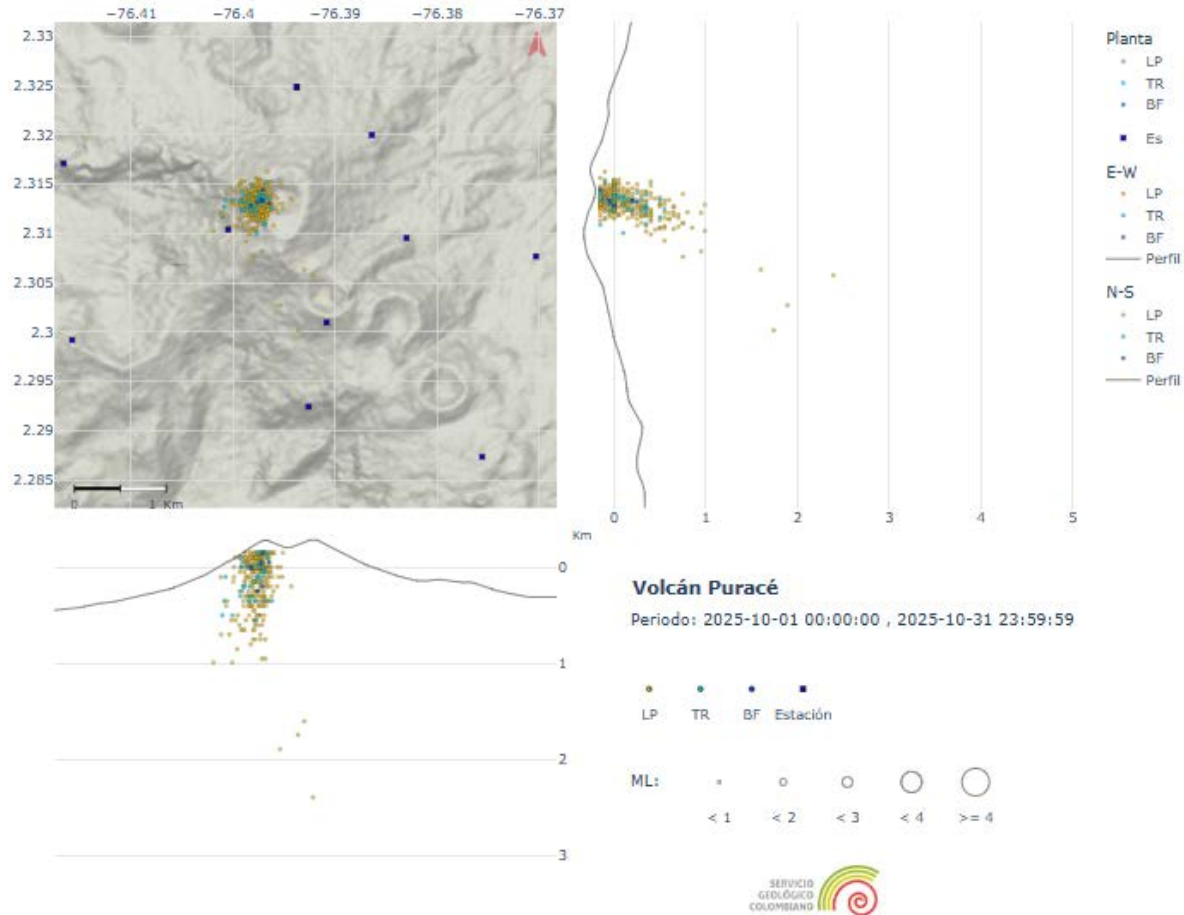 −76.41 −76.4 −76.39 −76.38 −76.37
2.33
2.325
2.32
2.315
2.31
2.305
2.3
2.295
2.29
2.285
0 1 Km
0 1 2 3 4 5
Km
0
1
2
3
Planta
LP
TR
BF
Es
E-W
LP
TR
BF
Perfil
N-S
LP
TR
BF
Perfil
Volcán Puracé
Periodo: 2025-10-01 00:00:00 , 2025-10-31 23:59:59
LP TR BF Estación
ML:
< 1 < 2 < 3 < 4 >= 4
SERVICIO
GEOLÓGICO
COLOMBIANO